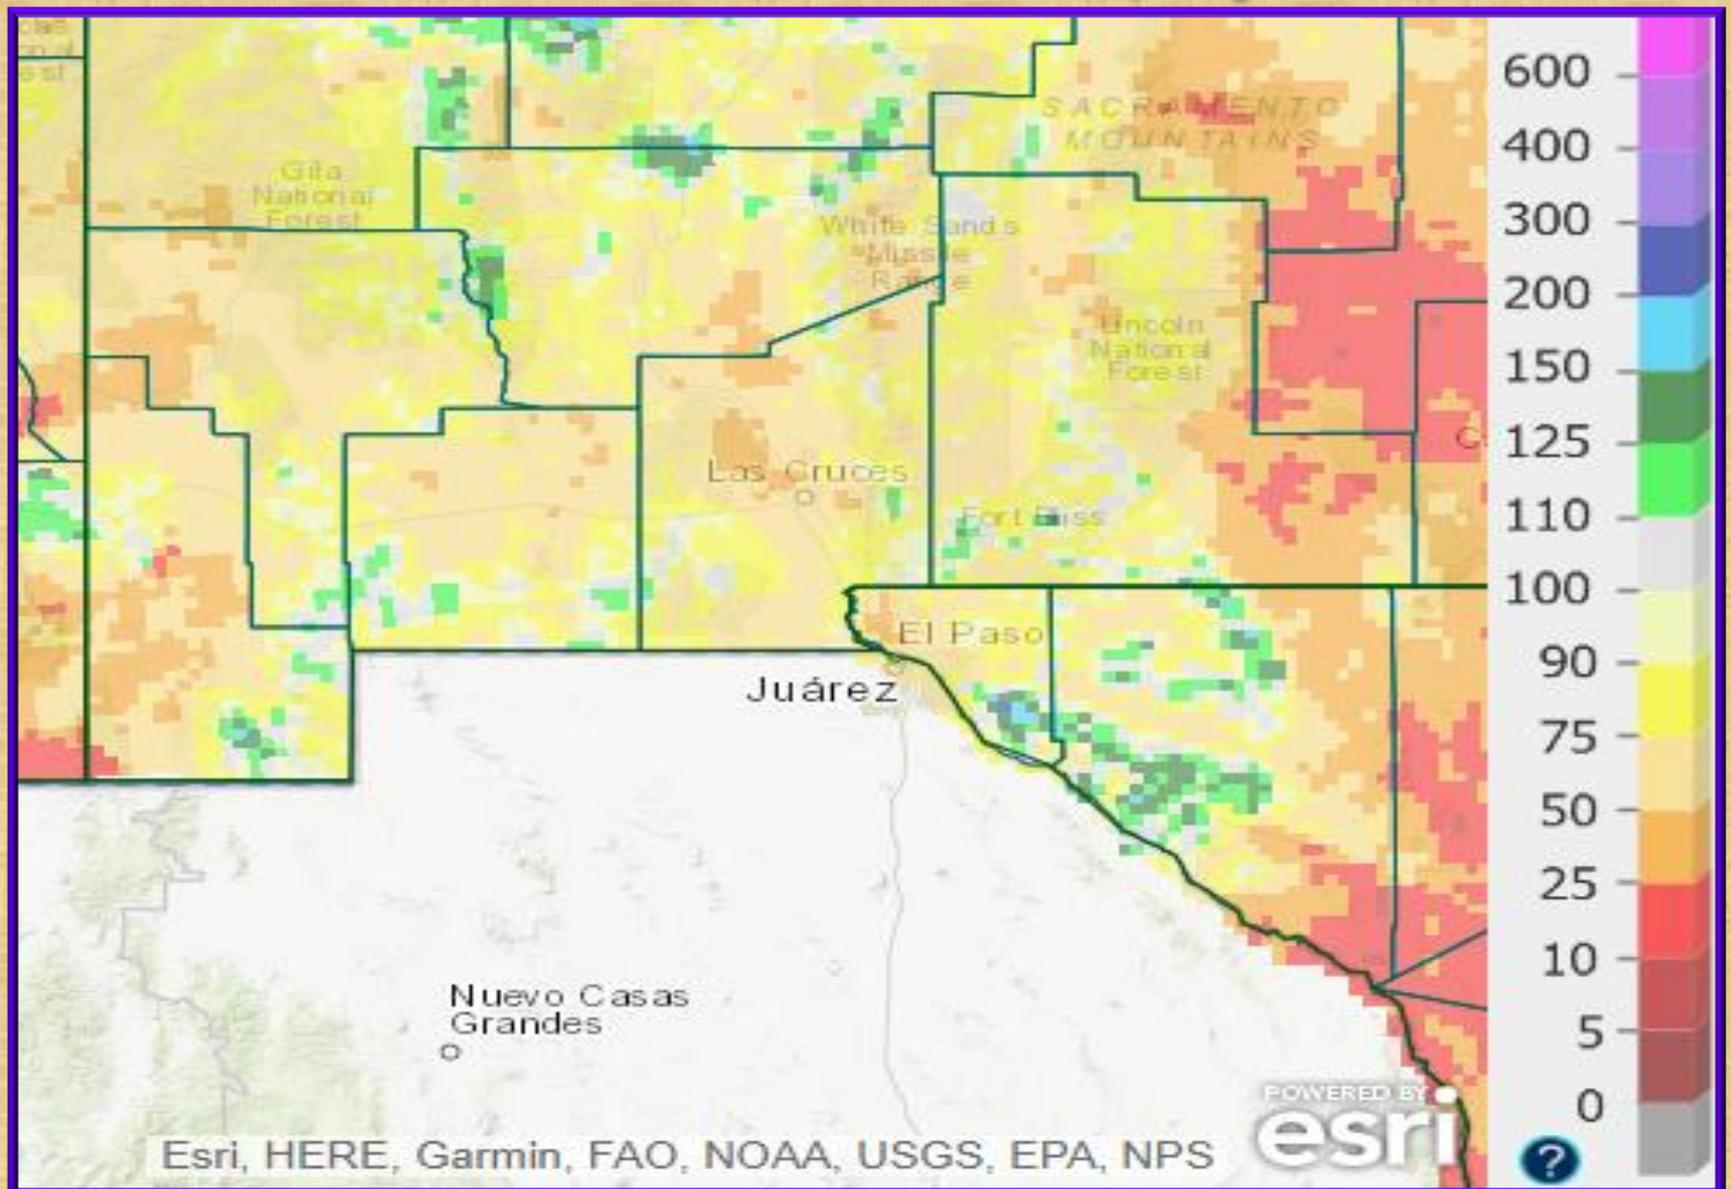 SACRAMENTO
MOUNTAINS
Gila
National
Forest
White Sands
Missile
Range
Lincoln
National
Forest
Las Cruces
Fort Bliss
El Paso
Juárez
Nuevo Casas
Grandes
600
400
300
200
150
125
110
100
90
75
50
25
10
5
0
POWERED BY
esri
Esri, HERE, Garmin, FAO, NOAA, USGS, EPA, NPS
?